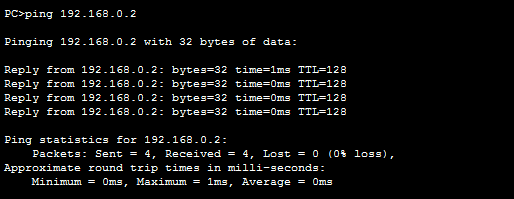 PC>ping 192.168.0.2
Pinging 192.168.0.2 with 32 bytes of data:
Reply from 192.168.0.2: bytes=32 time=1ms TTL=128
Reply from 192.168.0.2: bytes=32 time=0ms TTL=128
Reply from 192.168.0.2: bytes=32 time=0ms TTL=128
Reply from 192.168.0.2: bytes=32 time=0ms TTL=128
Ping statistics for 192.168.0.2:
    Packets: Sent = 4, Received = 4, Lost = 0 (0% loss),
Approximate round trip times in milli-seconds:
    Minimum = 0ms, Maximum = 1ms, Average = 0ms